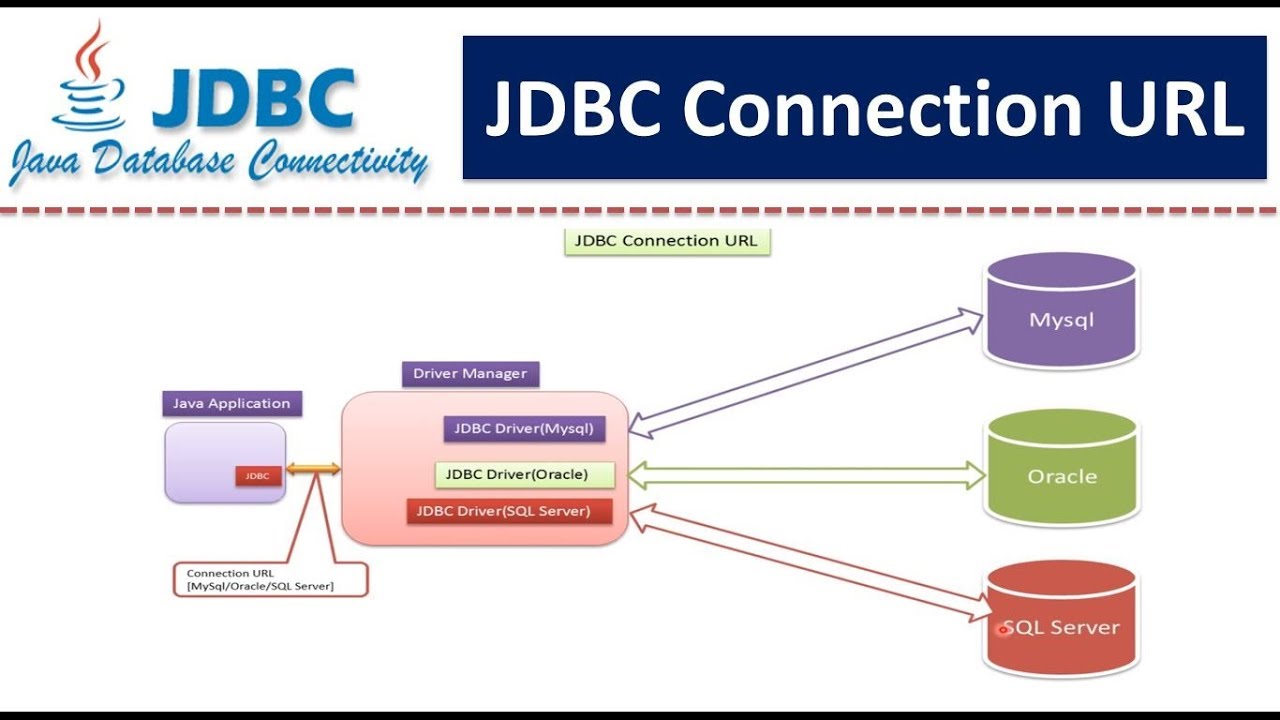 JDBC
Java Database Connectivity
JDBC Connection URL
JDBC Connection URL
Mysql
Driver Manager
Java Application
JDBC Driver(Mysql)
JDBC
JDBC Driver(Oracle)
Oracle
JDBC Driver(SQL Server)
Connection URL
[MySql/Oracle/SQL Server]
SQL Server